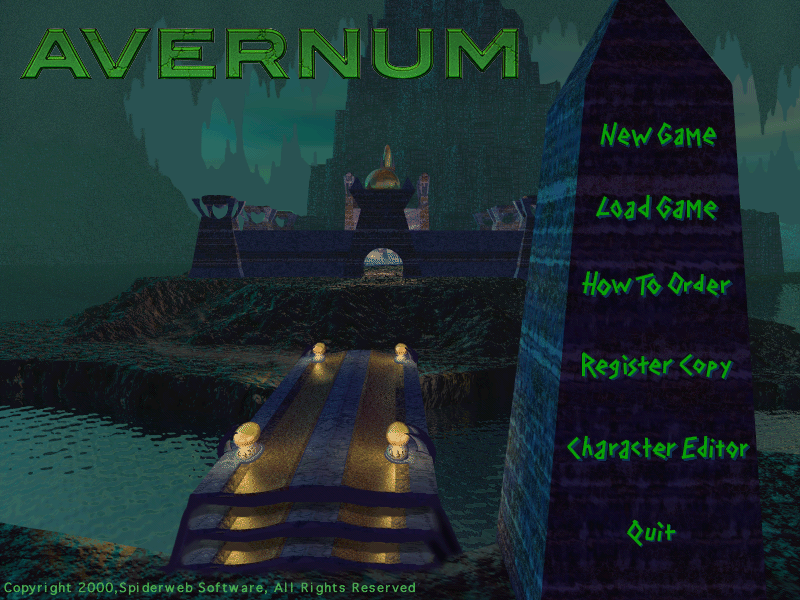 AVERNUM
New Game
Load Game
How To Order
Register Copy
Character Editor
Quit
Copyright 2000,Spiderweb Software, All Rights Reserved